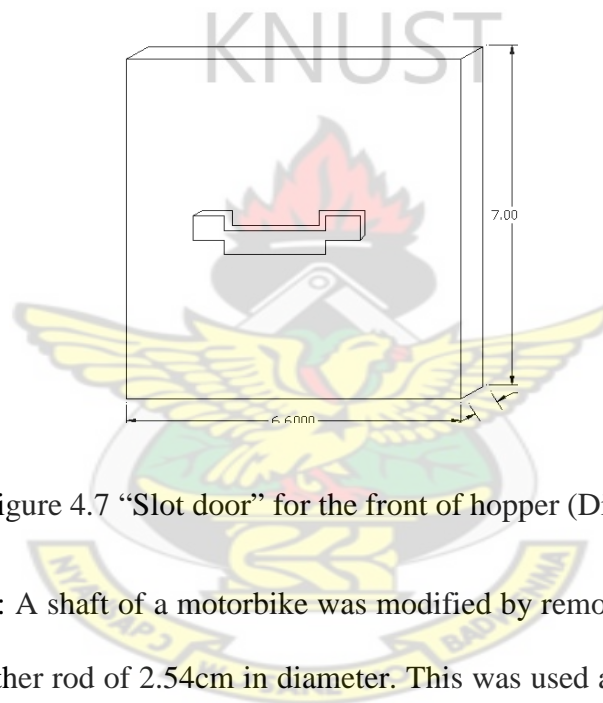 KNUST
7.00
6.6000
igure 4.7 “Slot door” for the front of hopper (D
: A shaft of a motorbike was modified by remo
ther rod of 2.54cm in diameter. This was used a